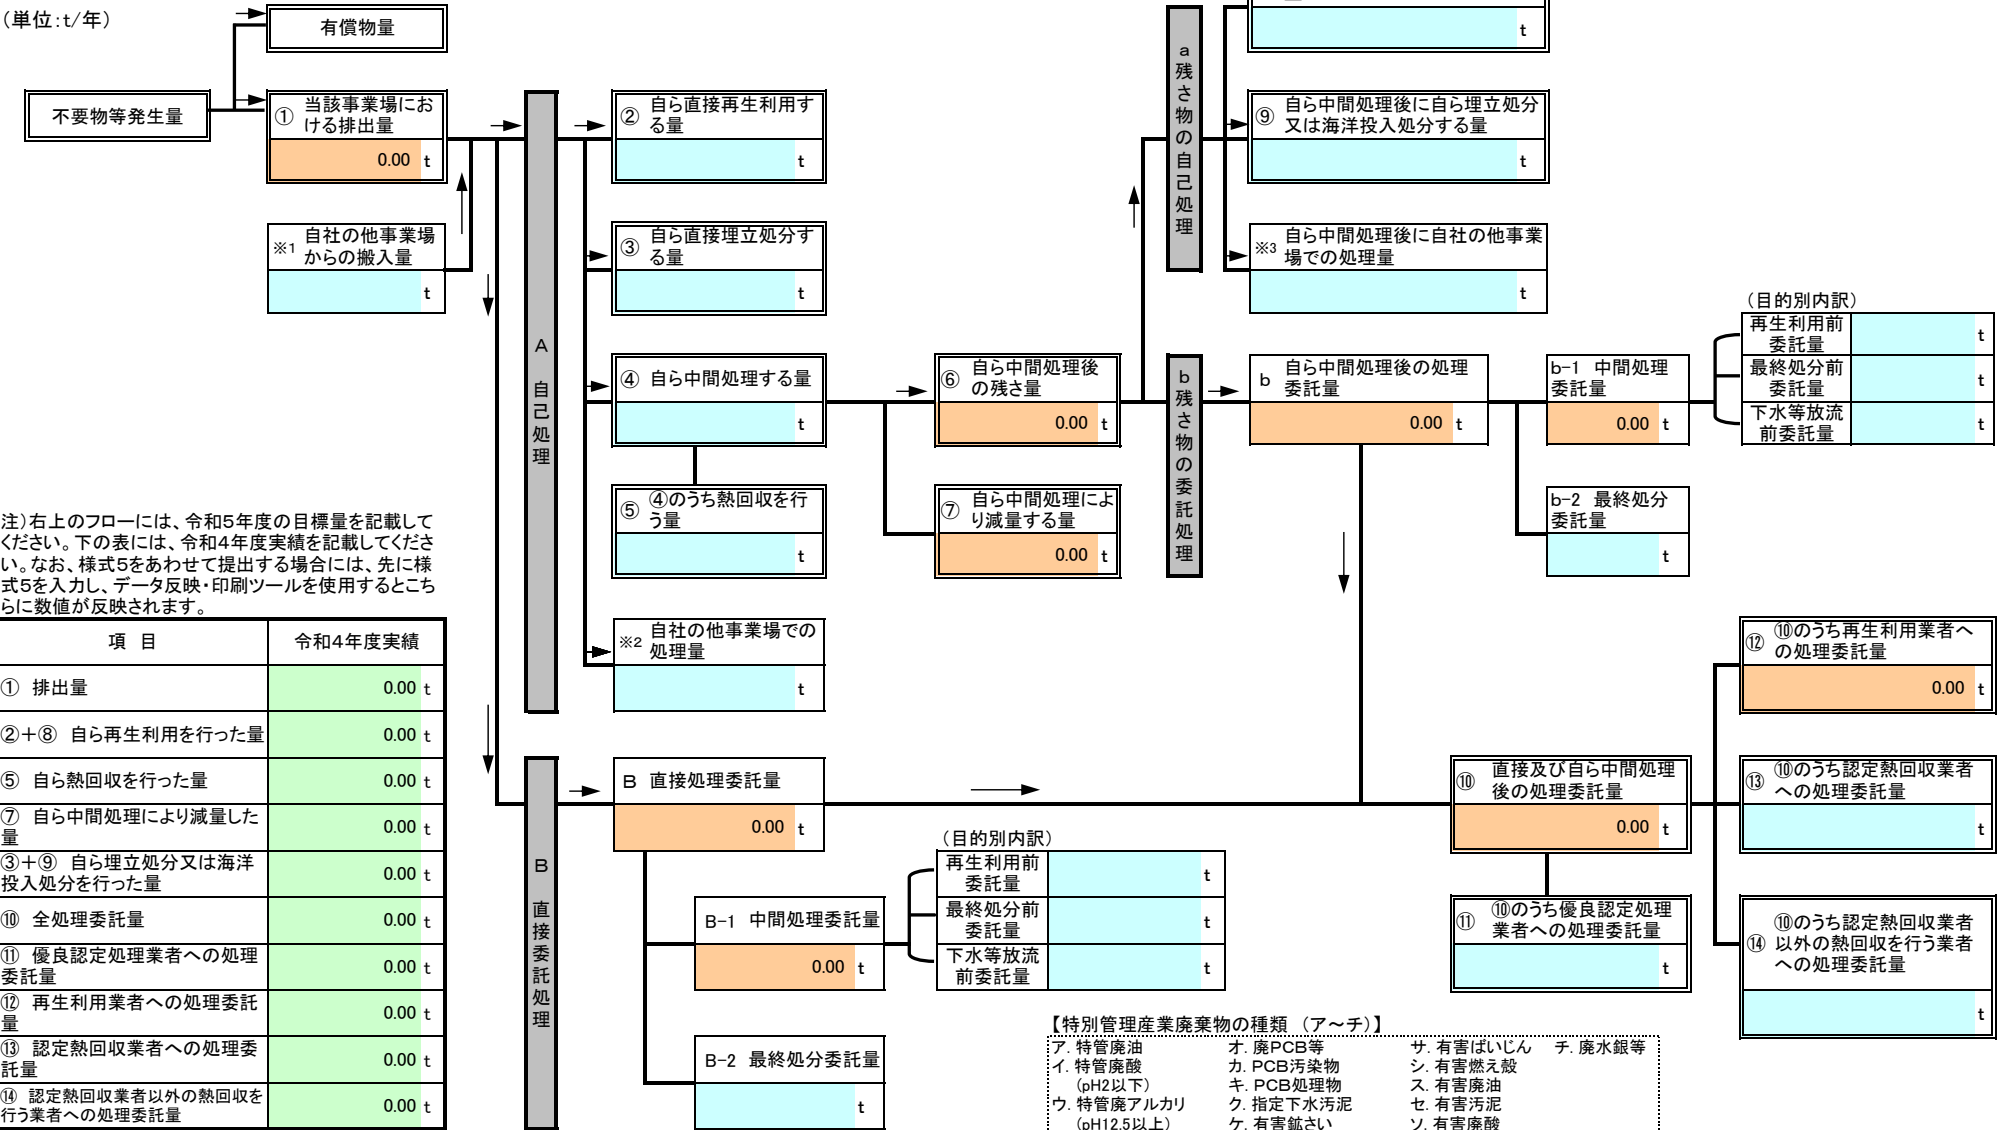 （単位：ｔ/年）
有償物量
不要物等発生量
① 当該事業場における排出量
0.00 t
※1 自社の他事業場からの搬入量
t
A 自己処理
② 自ら直接再生利用する量
t
③ 自ら直接埋立処分する量
t
④ 自ら中間処理する量
t
⑤ ④のうち熱回収を行う量
t
※2 自社の他事業場での処理量
t
⑥ 自ら中間処理後の残さ量
0.00 t
⑦ 自ら中間処理により減量する量
0.00 t
a 残さ物の自己処理
t
⑨ 自ら中間処理後に自ら埋立処分又は海洋投入処分する量
t
※3 自ら中間処理後に自社の他事業場での処理量
t
b 残さ物の委託処理
b 自ら中間処理後の処理委託量
0.00 t
b-1 中間処理委託量
0.00 t
b-2 最終処分委託量
t
（目的別内訳）
再生利用前委託量 t
最終処分前委託量 t
下水等放流前委託量 t
注）右上のフローには、令和５年度の目標量を記載して
ください。下の表には、令和４年度実績を記載してくださ
い。なお、様式５をあわせて提出する場合には、先に様
式５を入力し、データ反映・印刷ツールを使用するとこち
らに数値が反映されます。
項 目 令和４年度実績
① 排出量 0.00 t
②＋⑧ 自ら再生利用を行った量 0.00 t
⑤ 自ら熱回収を行った量 0.00 t
⑦ 自ら中間処理により減量した量 0.00 t
③＋⑨ 自ら埋立処分又は海洋投入処分を行った量 0.00 t
⑩ 全処理委託量 0.00 t
⑪ 優良認定処理業者への処理委託量 0.00 t
⑫ 再生利用業者への処理委託量 0.00 t
⑬ 認定熱回収業者への処理委託量 0.00 t
⑭ 認定熱回収業者以外の熱回収を行う業者への処理委託量 0.00 t
B 直接委託処理
B 直接処理委託量
0.00 t
B-1 中間処理委託量
0.00 t
B-2 最終処分委託量
t
（目的別内訳）
再生利用前委託量 t
最終処分前委託量 t
下水等放流前委託量 t
⑩ 直接及び自ら中間処理後の処理委託量
0.00 t
⑪ ⑩のうち優良認定処理業者への処理委託量
t
⑫ ⑩のうち再生利用業者への処理委託量
0.00 t
⑬ ⑩のうち認定熱回収業者への処理委託量
t
⑭ ⑩のうち認定熱回収業者以外の熱回収を行う業者への処理委託量
t
【特別管理産業廃棄物の種類（ア～チ）】
ア. 特管廃油 オ. 廃PCB等 サ. 有害ばいじん チ. 廃水銀等
イ. 特管廃酸 カ. PCB汚染物 シ. 有害燃え殻
（pH2以下） キ. PCB処理物 ス. 有害廃油
ウ. 特管廃アルカリ ク. 指定下水汚泥 セ. 有害汚泥
（pH12.5以上） ケ. 有害鉱さい ソ. 有害廃酸